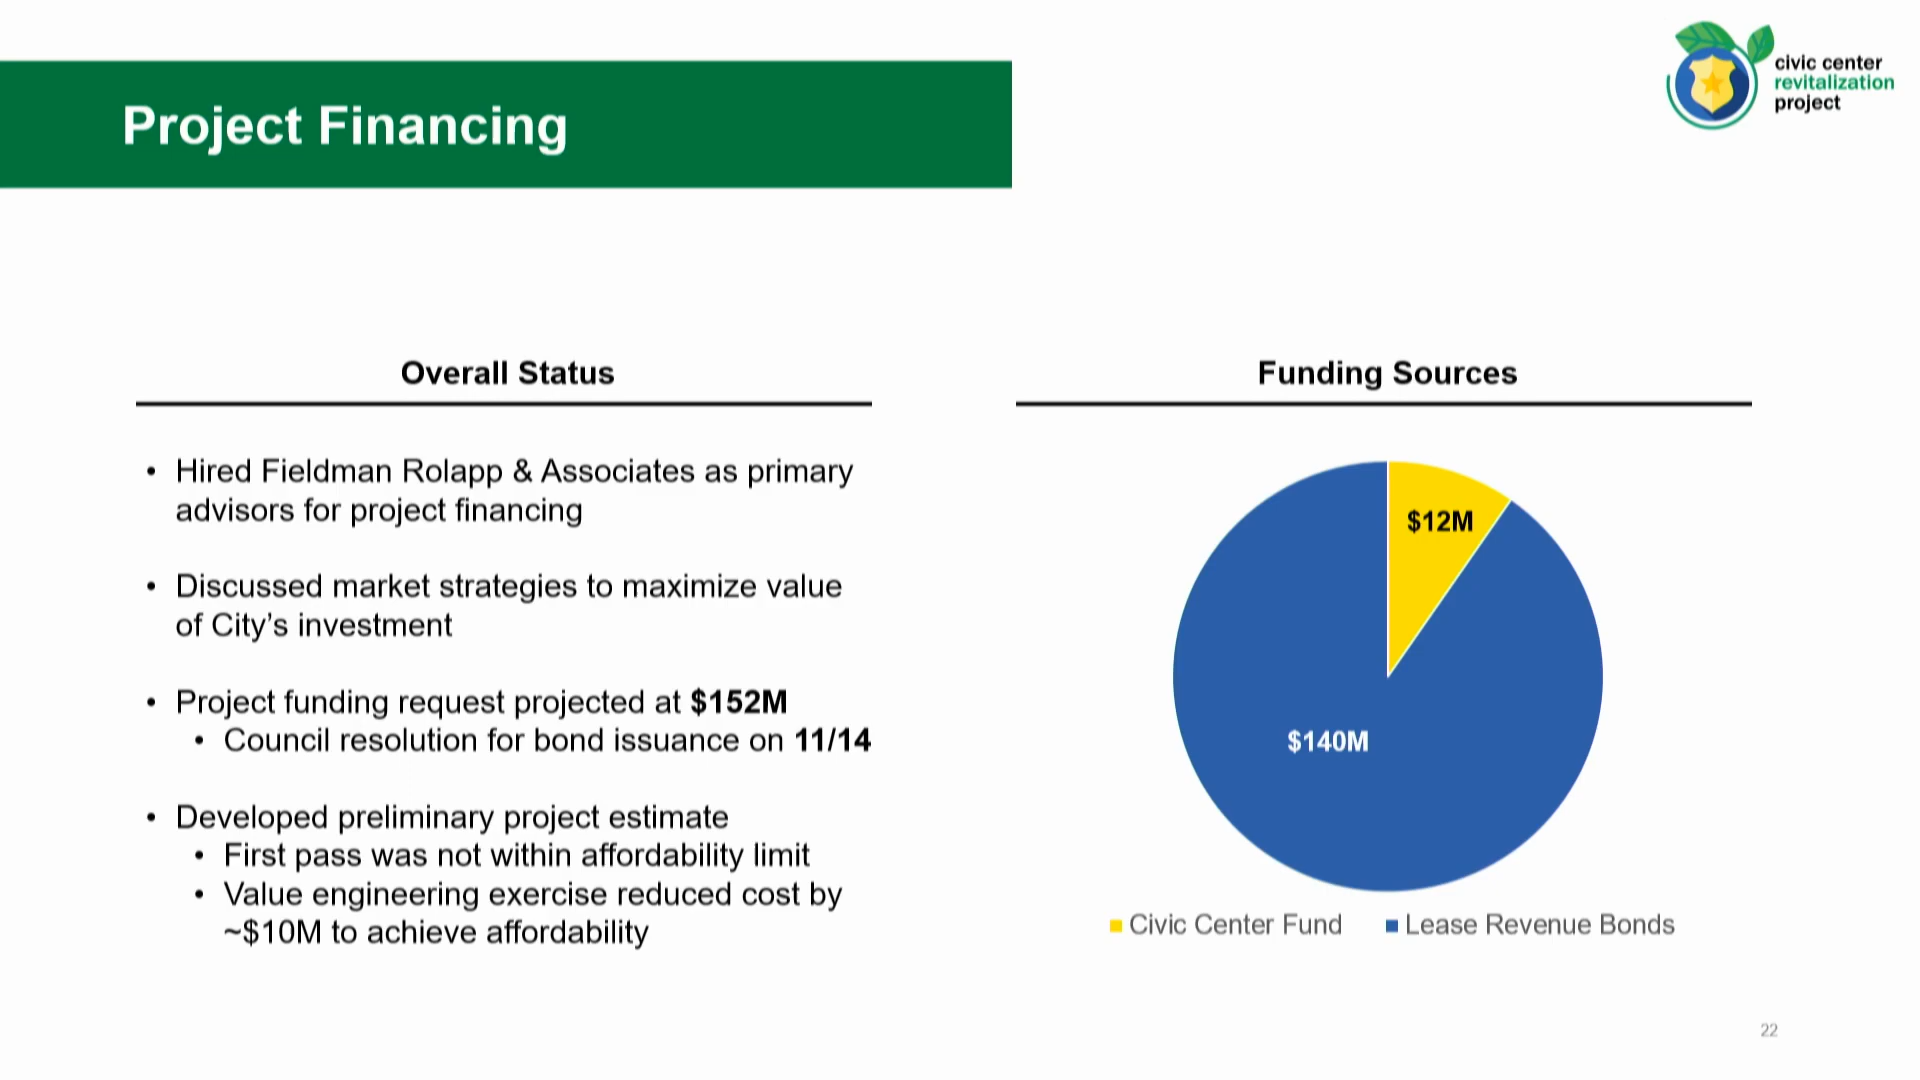 civic center
revitalization
project
Project Financing
Overall Status
• Hired Fieldman Rolapp & Associates as primary
advisors for project financing
• Discussed market strategies to maximize value
of City’s investment
• Project funding request projected at $152M
• Council resolution for bond issuance on 11/14
• Developed preliminary project estimate
• First pass was not within affordability limit
• Value engineering exercise reduced cost by
~$10M to achieve affordability
Funding Sources
$12M
$140M
Civic Center Fund
Lease Revenue Bonds
22